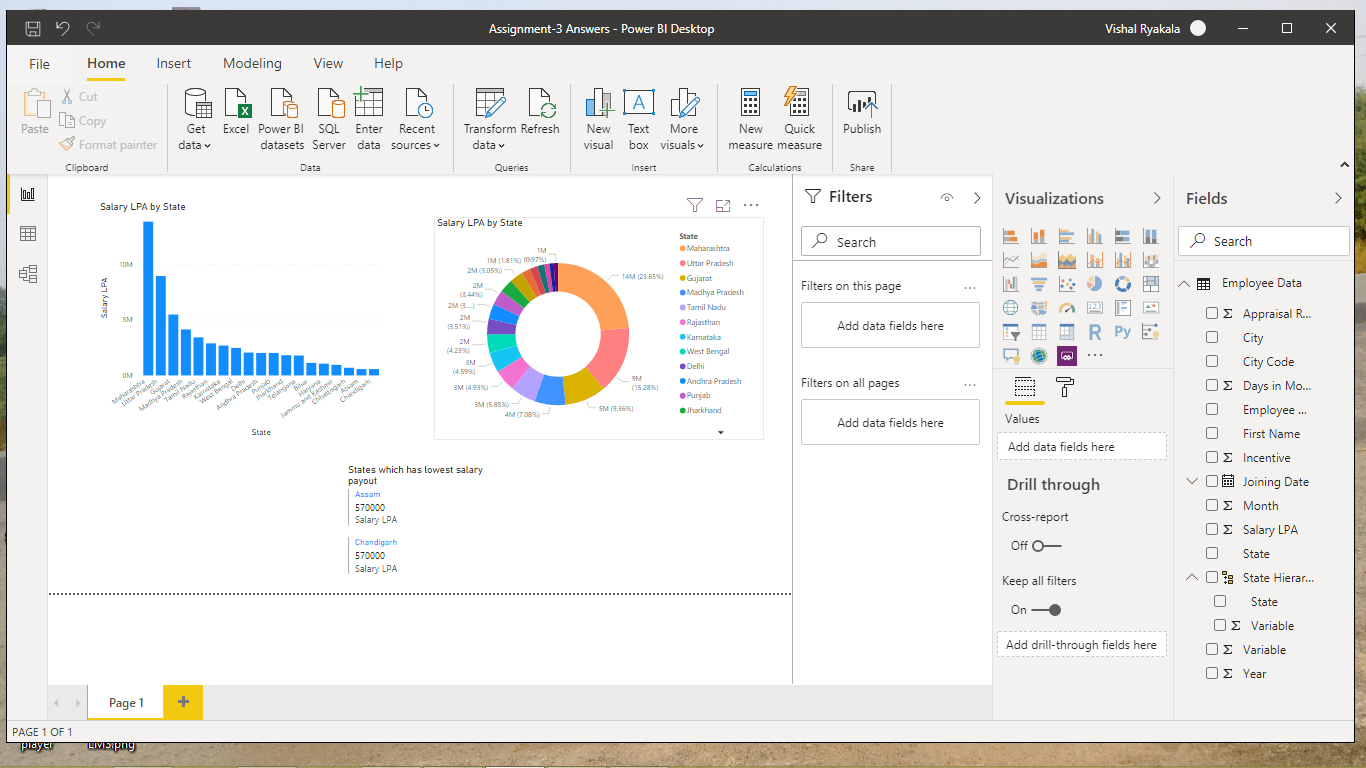 Assignment-3 Answers - Power BI Desktop
Vishal Ryakala
File Home Insert Modeling View Help
Paste
Cut
Copy
Format painter
Clipboard
Get data
Excel
Power BI datasets
SQL Server
Enter data
Recent sources
Data
Transform data
Refresh
Queries
New visual
Text box
More visuals
Insert
New measure
Quick measure
Calculations
Publish
Share
Salary LPA by State
Salary LPA
10M
5M
0M
Maharashtra
Uttar Pradesh
Gujarat
Madhya Pradesh
Tamil Nadu
Rajasthan
Karnataka
West Bengal
Delhi
Andhra Pradesh
Punjab
Jharkhand
Telangana
Bihar
Haryana
Jammu and Kashmir
Chhattisgarh
Assam
Chandigarh
State
Salary LPA by State
1M
(0.97%)
1M (1.81%)
2M (3.05%)
2M
(3.44%)
2M (3....)
2M
(3.51%)
2M
(4.23%)
3M
(4.59%)
3M (4.93%)
3M (5.85%)
4M (7.08%)
5M (9.36%)
9M
(15.28%)
14M (23.65%)
State
Maharashtra
Uttar Pradesh
Gujarat
Madhya Pradesh
Tamil Nadu
Rajasthan
Karnataka
West Bengal
Delhi
Andhra Pradesh
Punjab
Jharkhand
States which has lowest salary
payout
Assam
570000
Salary LPA
Chandigarh
570000
Salary LPA
Filters
Search
Filters on this page
...
Add data fields here
Filters on all pages
...
Add data fields here
Visualizations
R
Py
123
...
Values
Add data fields here
Drill through
Cross-report
Off
Keep all filters
On
Add drill-through fields here
Fields
Search
Employee Data
Appraisal R...
City
City Code
Days in Mo...
Employee ...
First Name
Incentive
Joining Date
Month
Salary LPA
State
State Hierar...
State
Variable
Variable
Year
Page 1
PAGE 1 OF 1
player
LMS.png